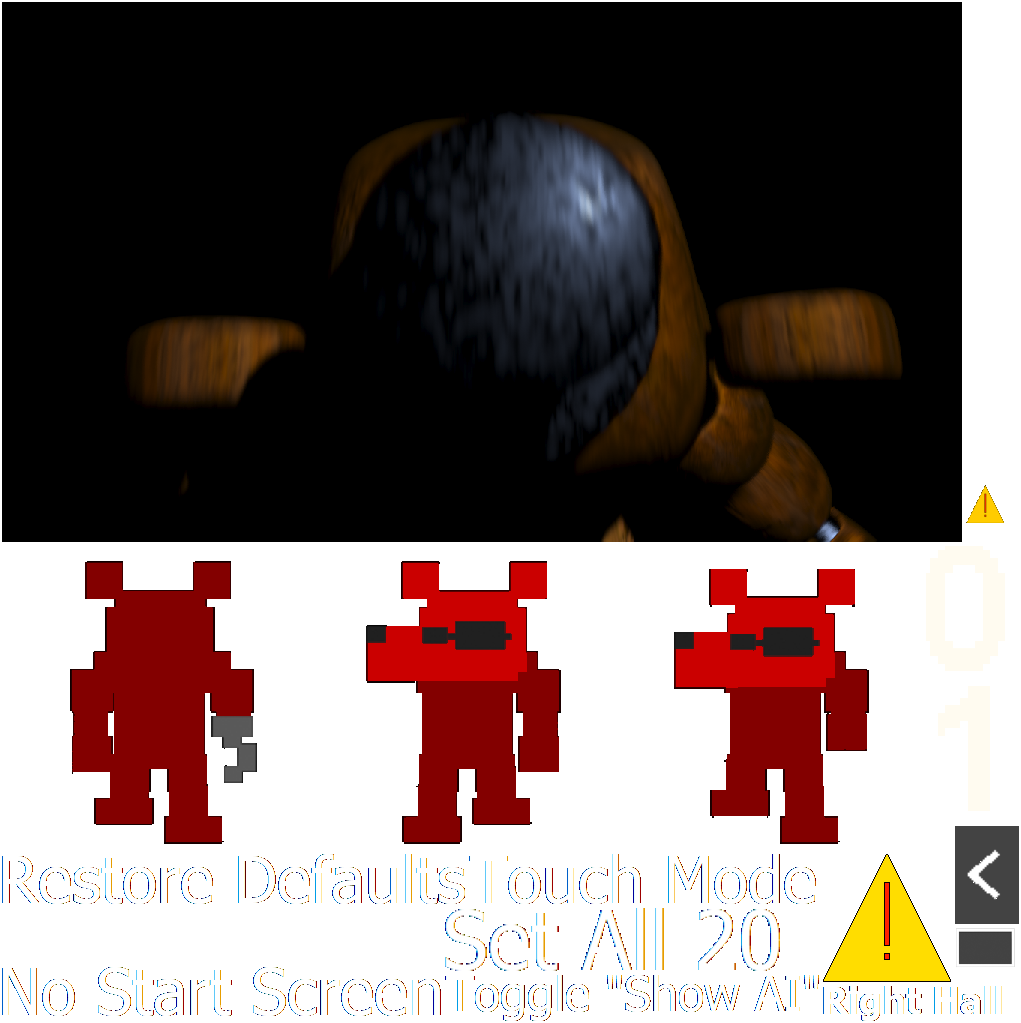 0
1
Restore Defaults Touch Mode
Set All 20
No Start Screen Toggle "Show AI" Right Hall